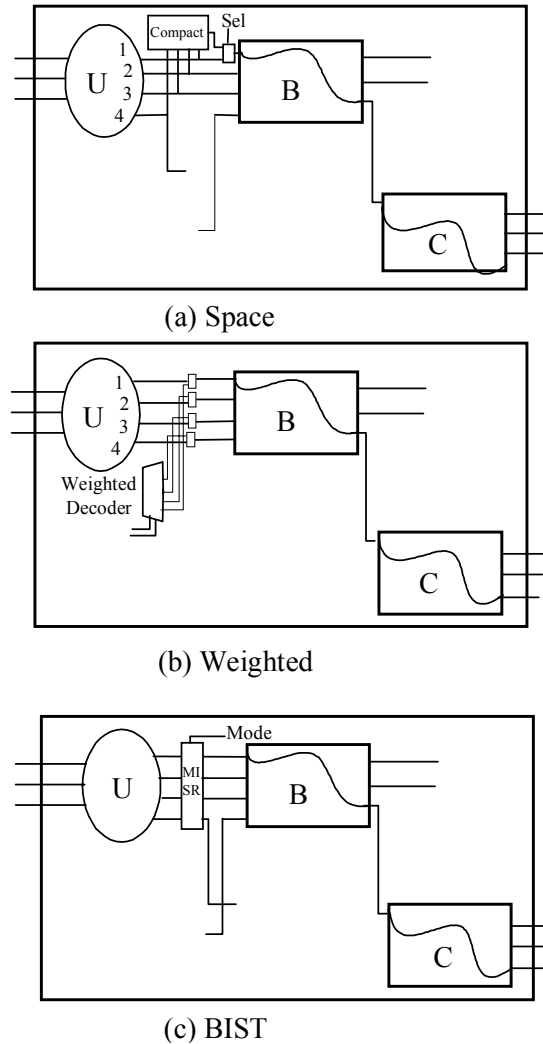 Sel
Compact
1
2
U
3
4
B
C
(a) Space
1
2
U
3
4
B
Weighted
Decoder
C
(b) Weighted
Mode
MI
SR
U
B
C
(c) BIST